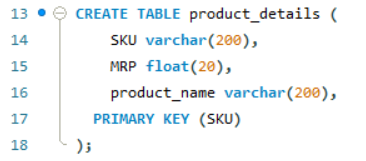 13 CREATE TABLE product_details (
14 SKU varchar(200),
15 MRP float(20),
16 product_name varchar(200),
17 PRIMARY KEY (SKU)
18 );